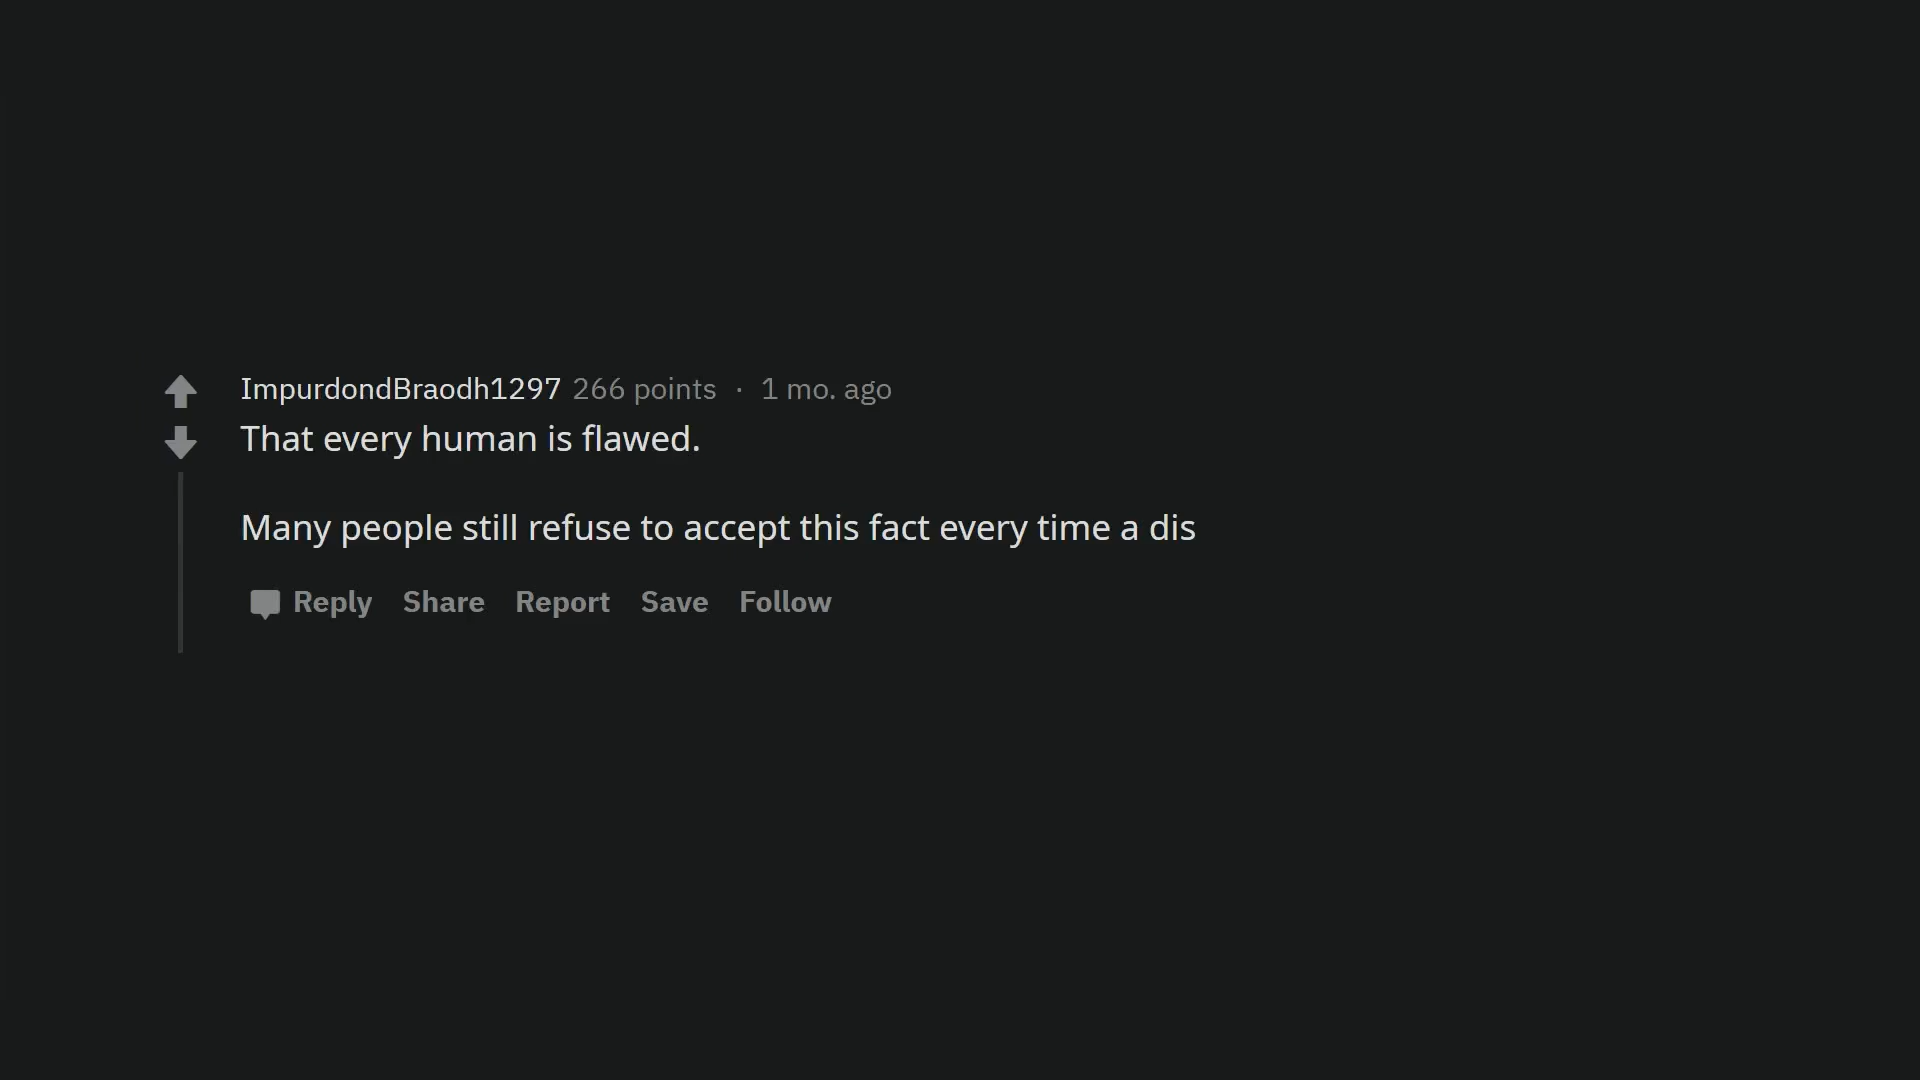 ImpurdondBraodh1297 266 points · 1 mo. ago
That every human is flawed.
Many people still refuse to accept this fact every time a dis
Reply Share Report Save Follow